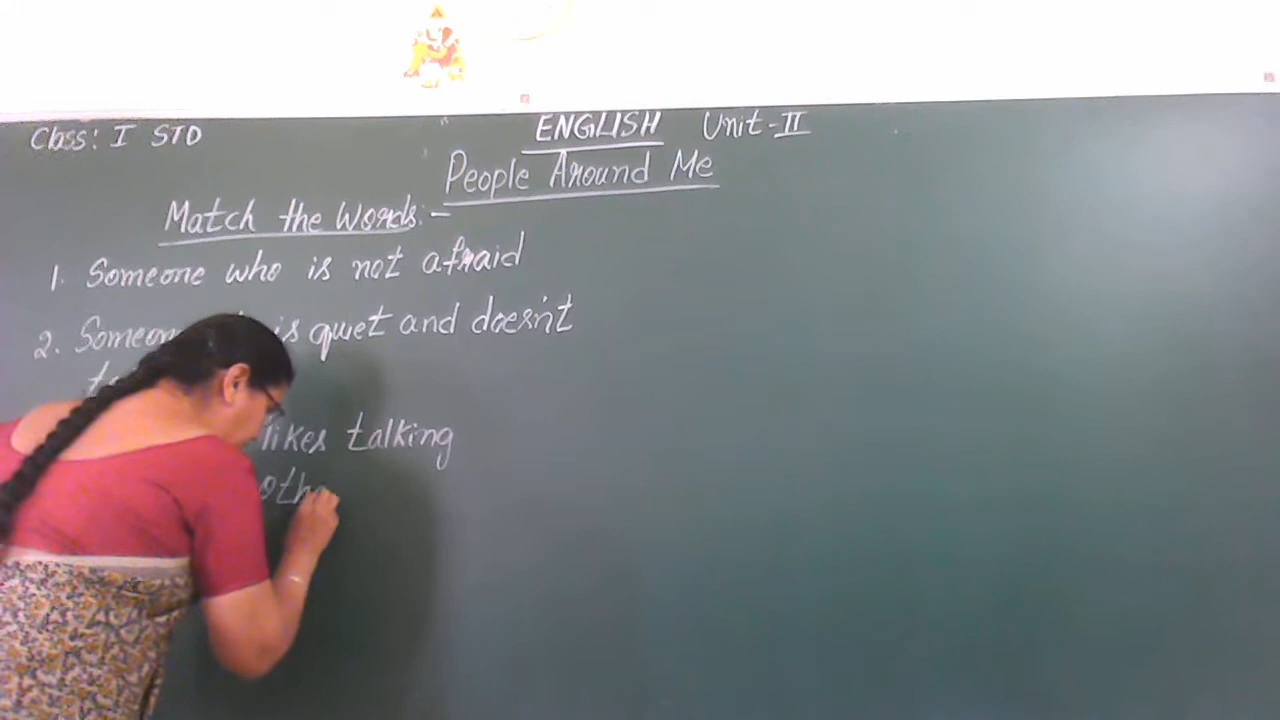 Class: I STD
ENGLISH Unit-II
People Around Me
Match the Words:-
1. Someone who is not afraid
2. is quiet and doesn't
likes talking